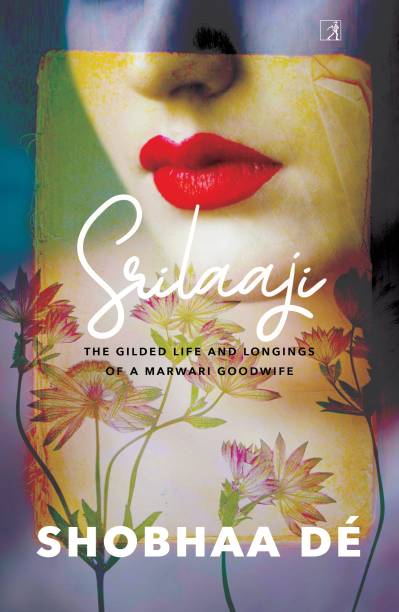 Srilaaji
THE GILDED LIFE AND LONGINGS
OF A MARWARI GOODWIFE
SHOBHAA DÉ